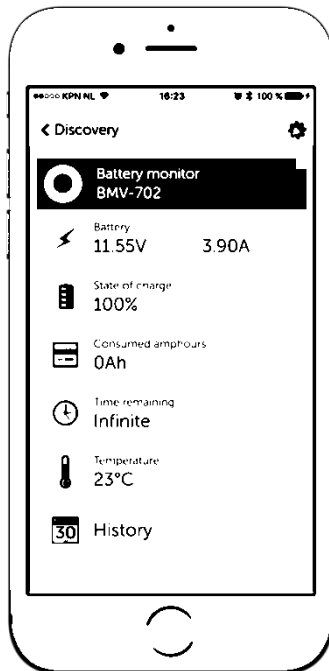 KPN NL 16:23 100 %
Discovery
Battery monitor
BMV-702
Battery
11.55V 3.90A
State of charge
100%
Consumed amphours
0Ah
Time remaining
Infinite
Temperature
23°C
30 History